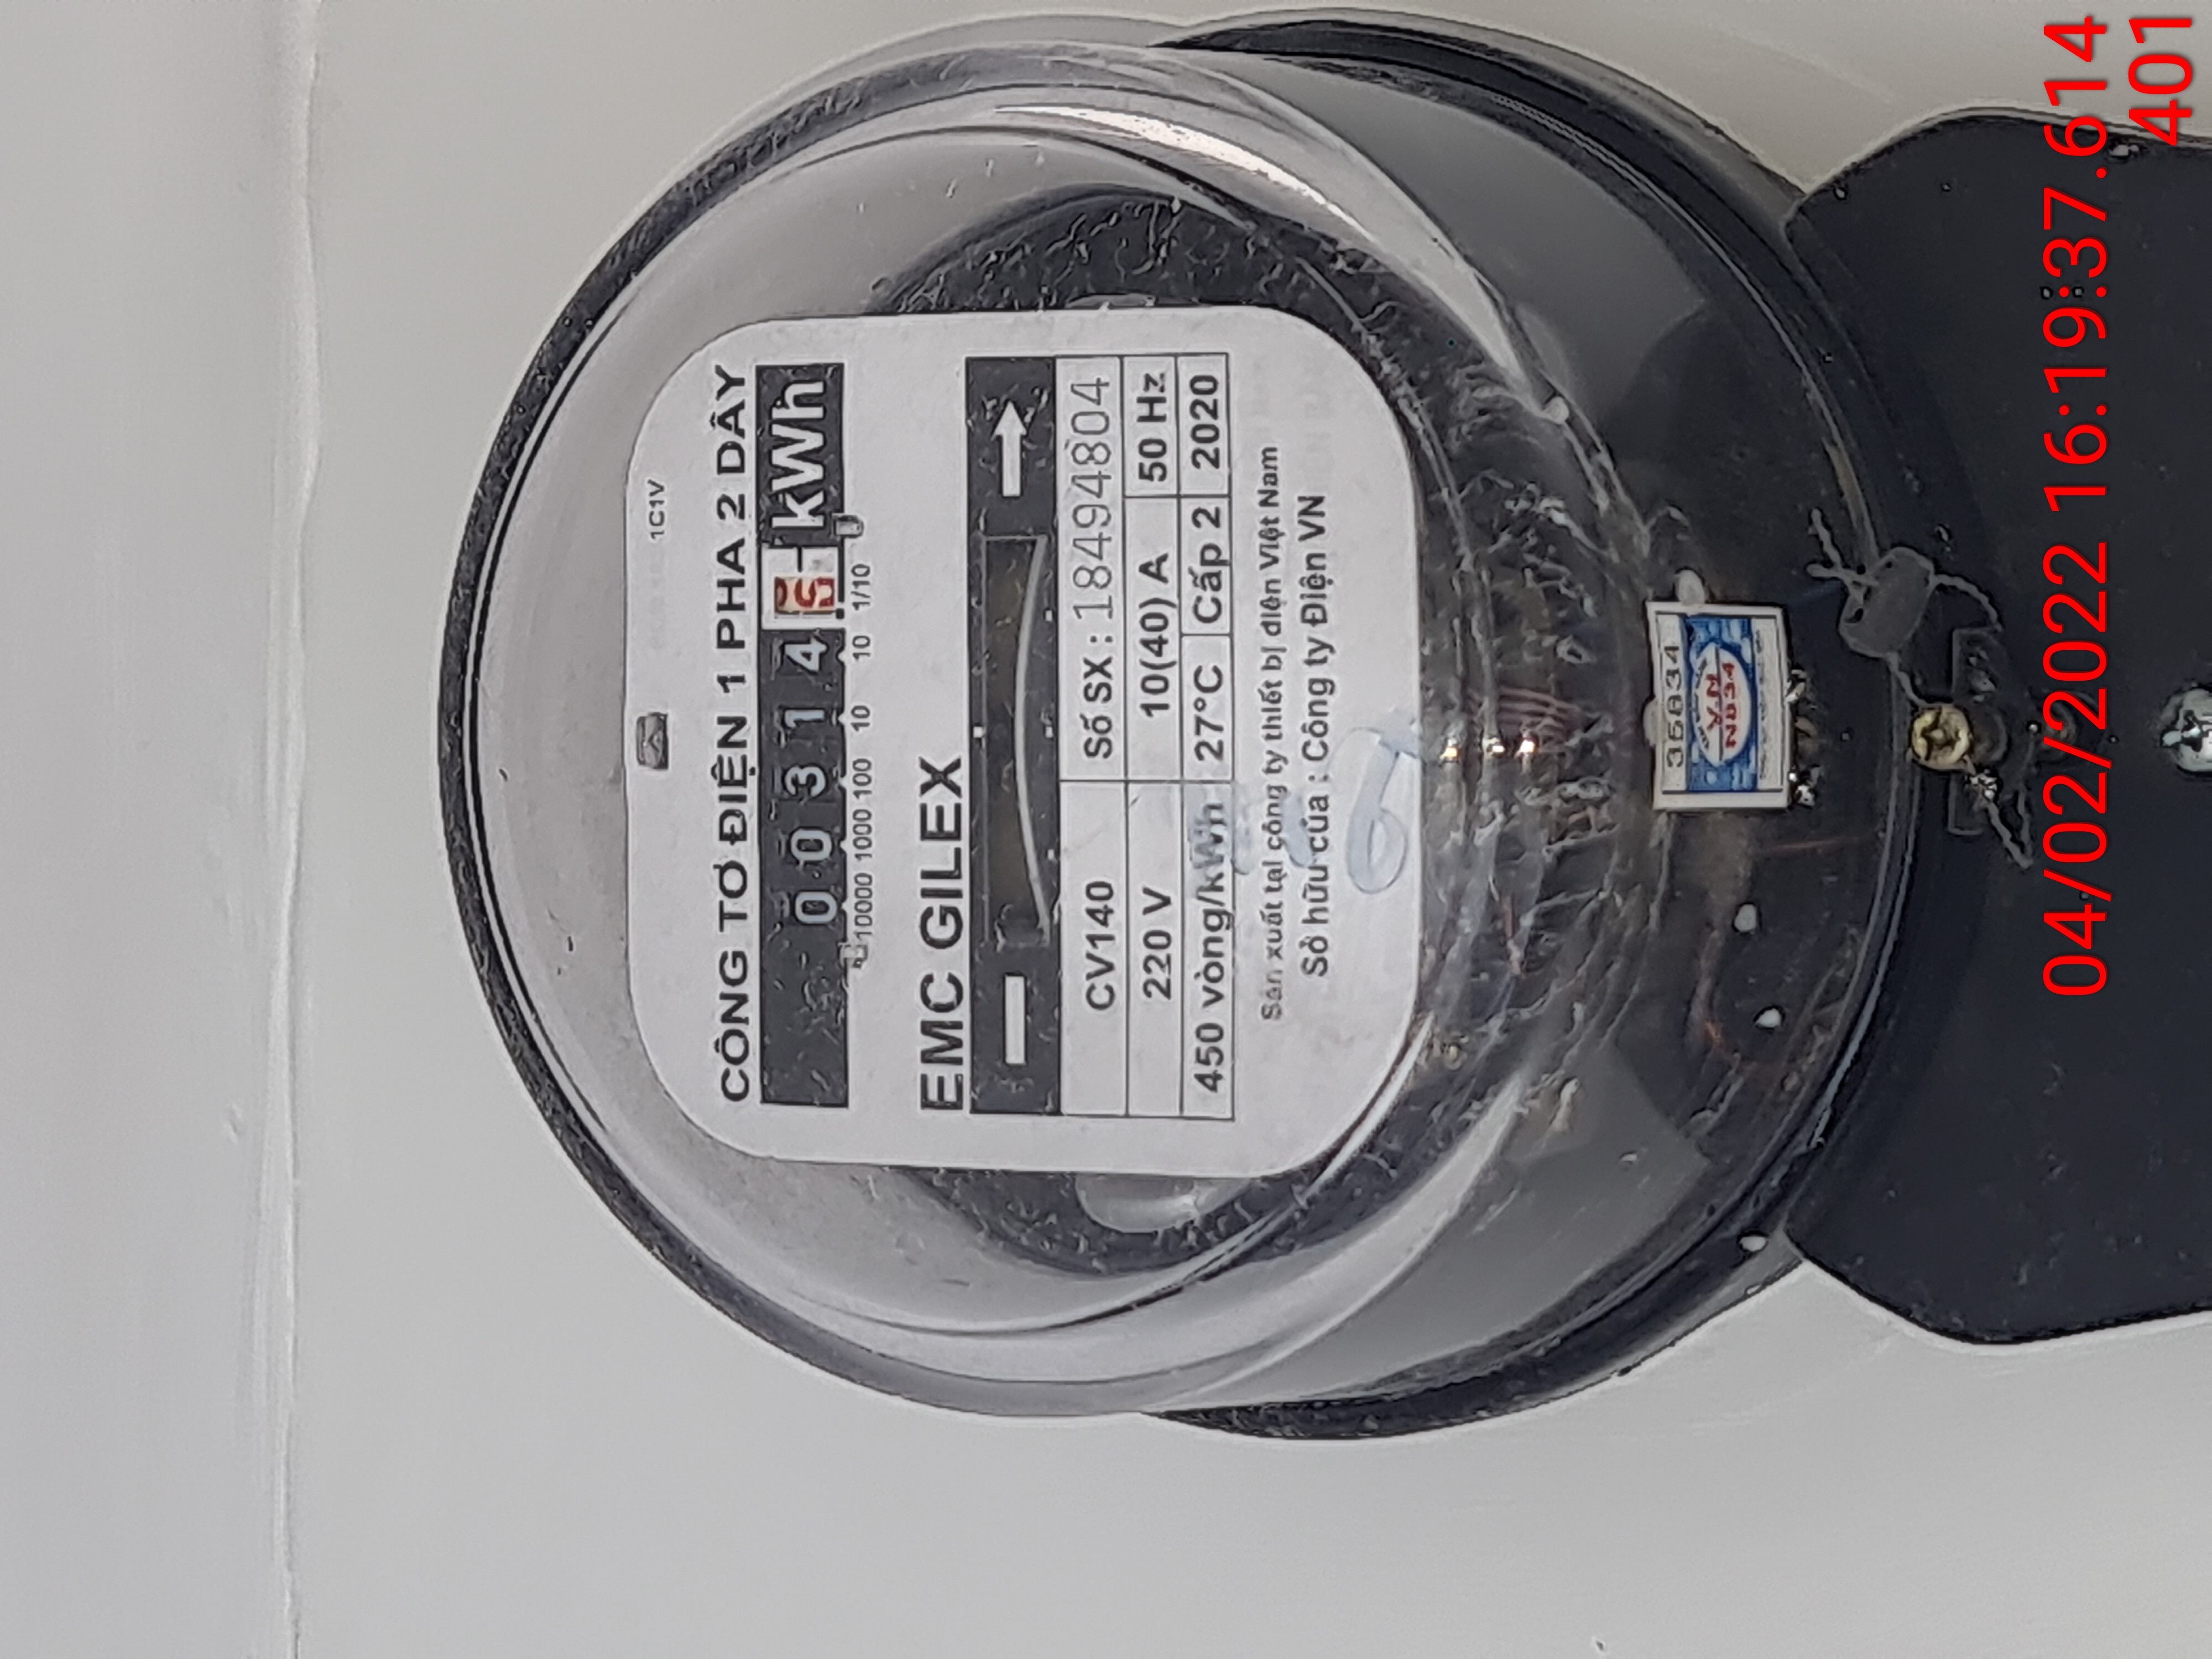 1C1V
CÔNG TƠ ĐIỆN 1 PHA 2 DÂY
0 0 3 1 4 5 kWh
10000 1000 100 10 10 1/10
EMC GILEX
CV140 Số SX : 18494804
220 V 10(40) A 50 Hz
450 vòng/kWh 27°C Cấp 2 2020
Sản xuất tại công ty thiết bị điện Việt Nam
Sở hữu của : Công ty Điện VN
36834
V.N
N034
04/02/2022 16:19:37.614
401